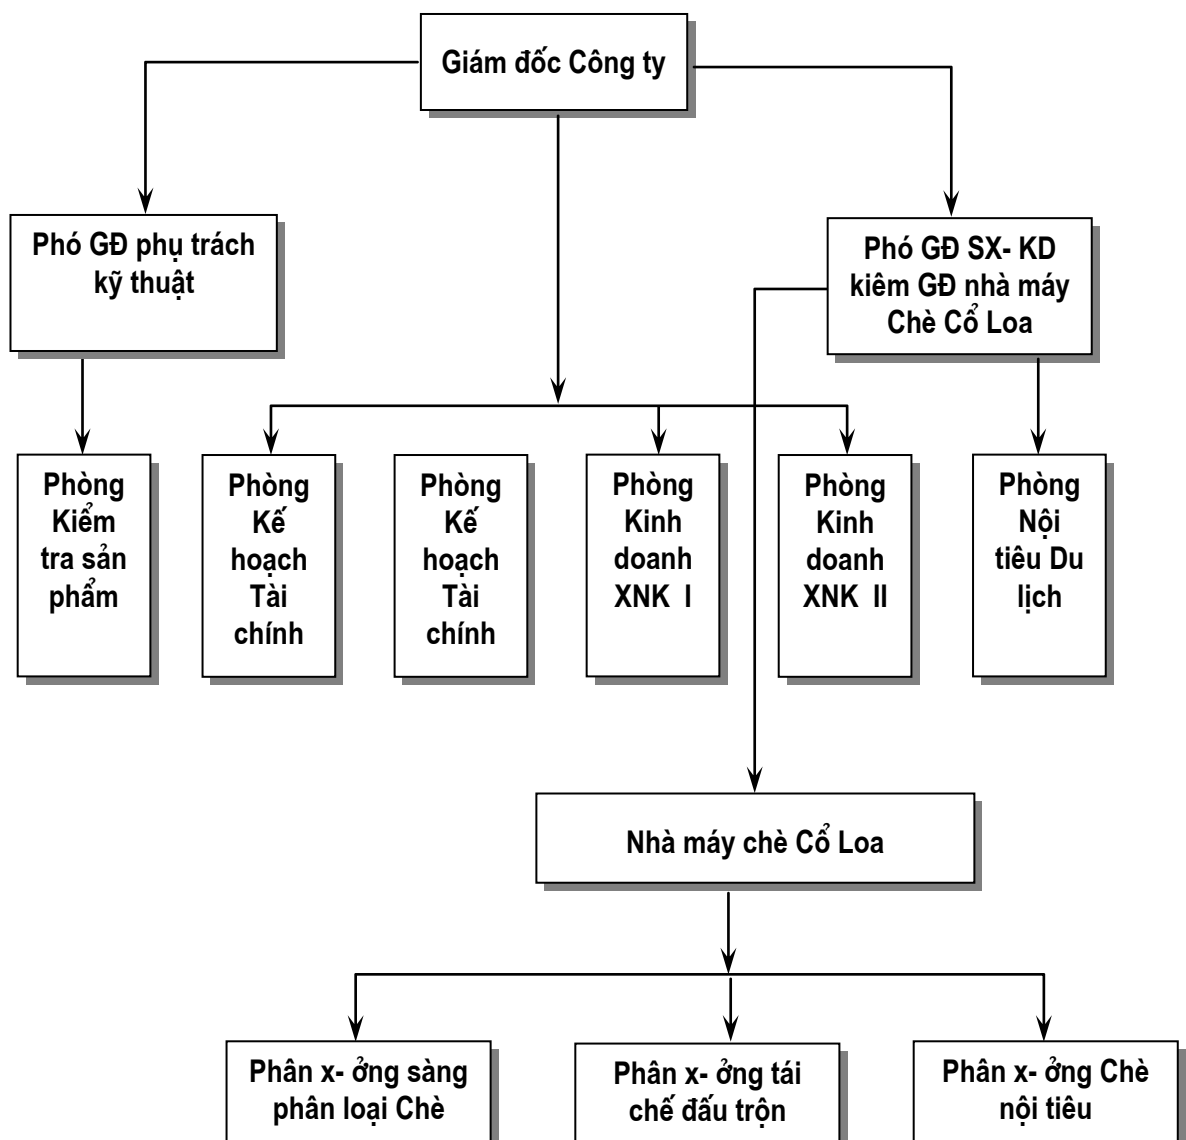 Giám đốc Công ty
Phó GĐ phụ trách
kỹ thuật
Phó GĐ SX- KD
kiêm GĐ nhà máy
Chè Cổ Loa
Phòng
Kiểm
tra sản
phẩm
Phòng
Kế
hoạch
Tài
chính
Phòng
Kế
hoạch
Tài
chính
Phòng
Kinh
doanh
XNK I
Phòng
Kinh
doanh
XNK II
Phòng
Nội
tiêu Du
lịch
Nhà máy chè Cổ Loa
Phân x- ởng sàng
phân loại Chè
Phân x- ởng tái
chế đấu trộn
Phân x- ởng Chè
nội tiêu